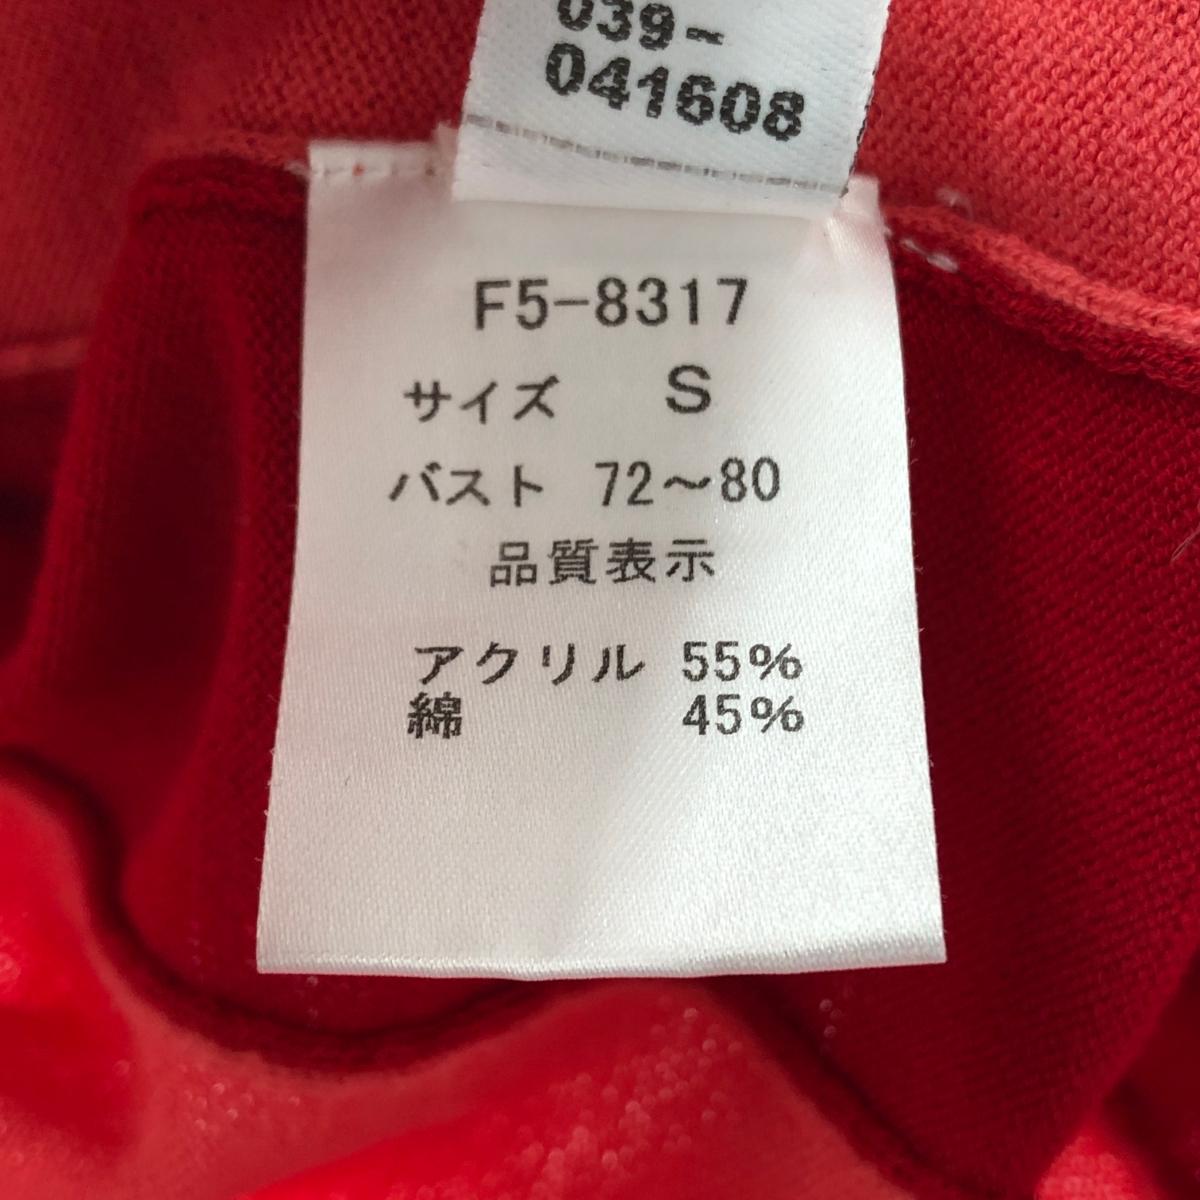 039~
041608
F5-8317
サイズ S
バスト 72～80
品質表示
アクリル 55%
綿 45%